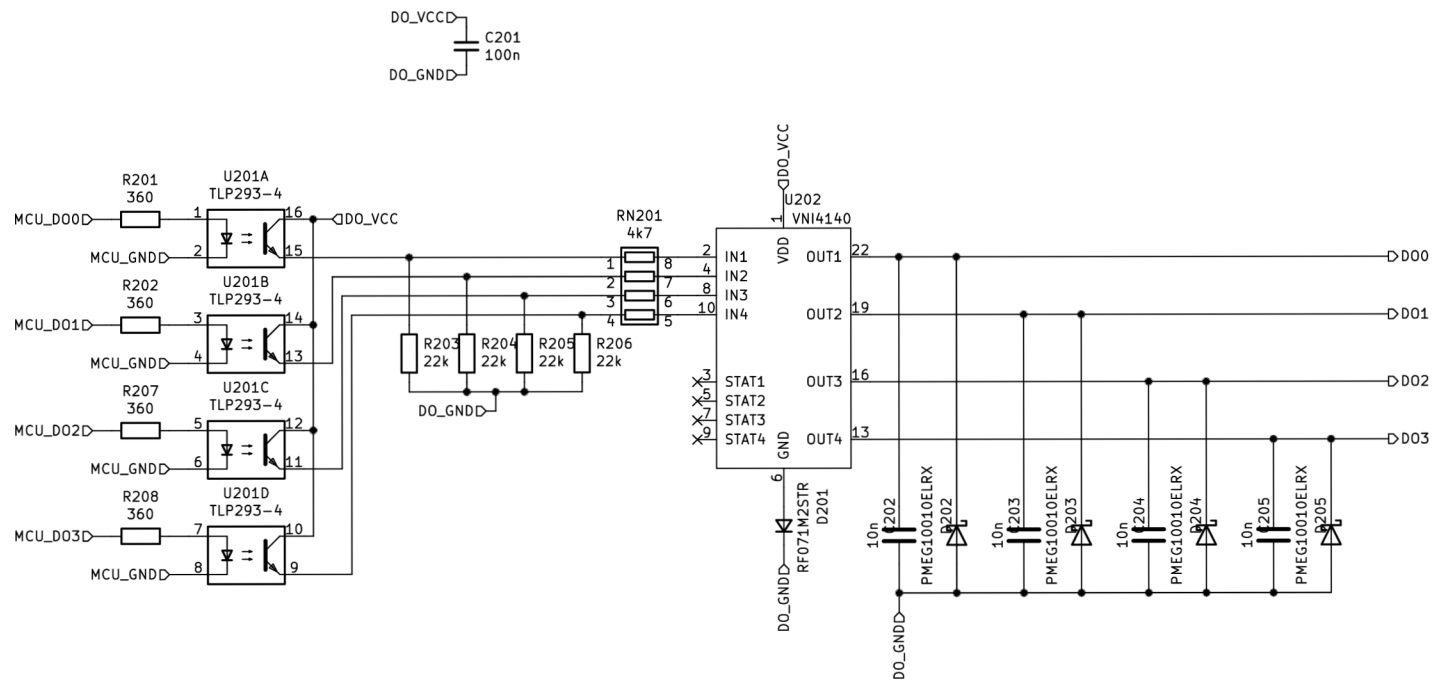 DO_VCC
C201
100n
DO_GND
R201
360
MCU_DO0
MCU_GND
U201A
TLP293-4
1
2
16
15
DO_VCC
R202
360
MCU_DO1
MCU_GND
U201B
TLP293-4
3
4
14
13
R207
360
MCU_DO2
MCU_GND
U201C
TLP293-4
5
6
12
11
R208
360
MCU_DO3
MCU_GND
U201D
TLP293-4
7
8
10
9
R203
22k
R204
22k
R205
22k
R206
22k
DO_GND
RN201
4k7
1
8
2
7
3
6
4
5
DO_VCC
U202
VNI4140
1
VDD
2
IN1
4
IN2
8
IN3
10
IN4
3
STAT1
5
STAT2
7
STAT3
9
STAT4
OUT1
22
OUT2
19
OUT3
16
OUT4
13
GND
6
RF071M2STR
D201
DO_GND
DO0
DO1
DO2
DO3
C202
10n
D202
PMEG10010ELRX
C203
10n
D203
PMEG10010ELRX
C204
10n
D204
PMEG10010ELRX
C205
10n
D205
PMEG10010ELRX
DO_GND